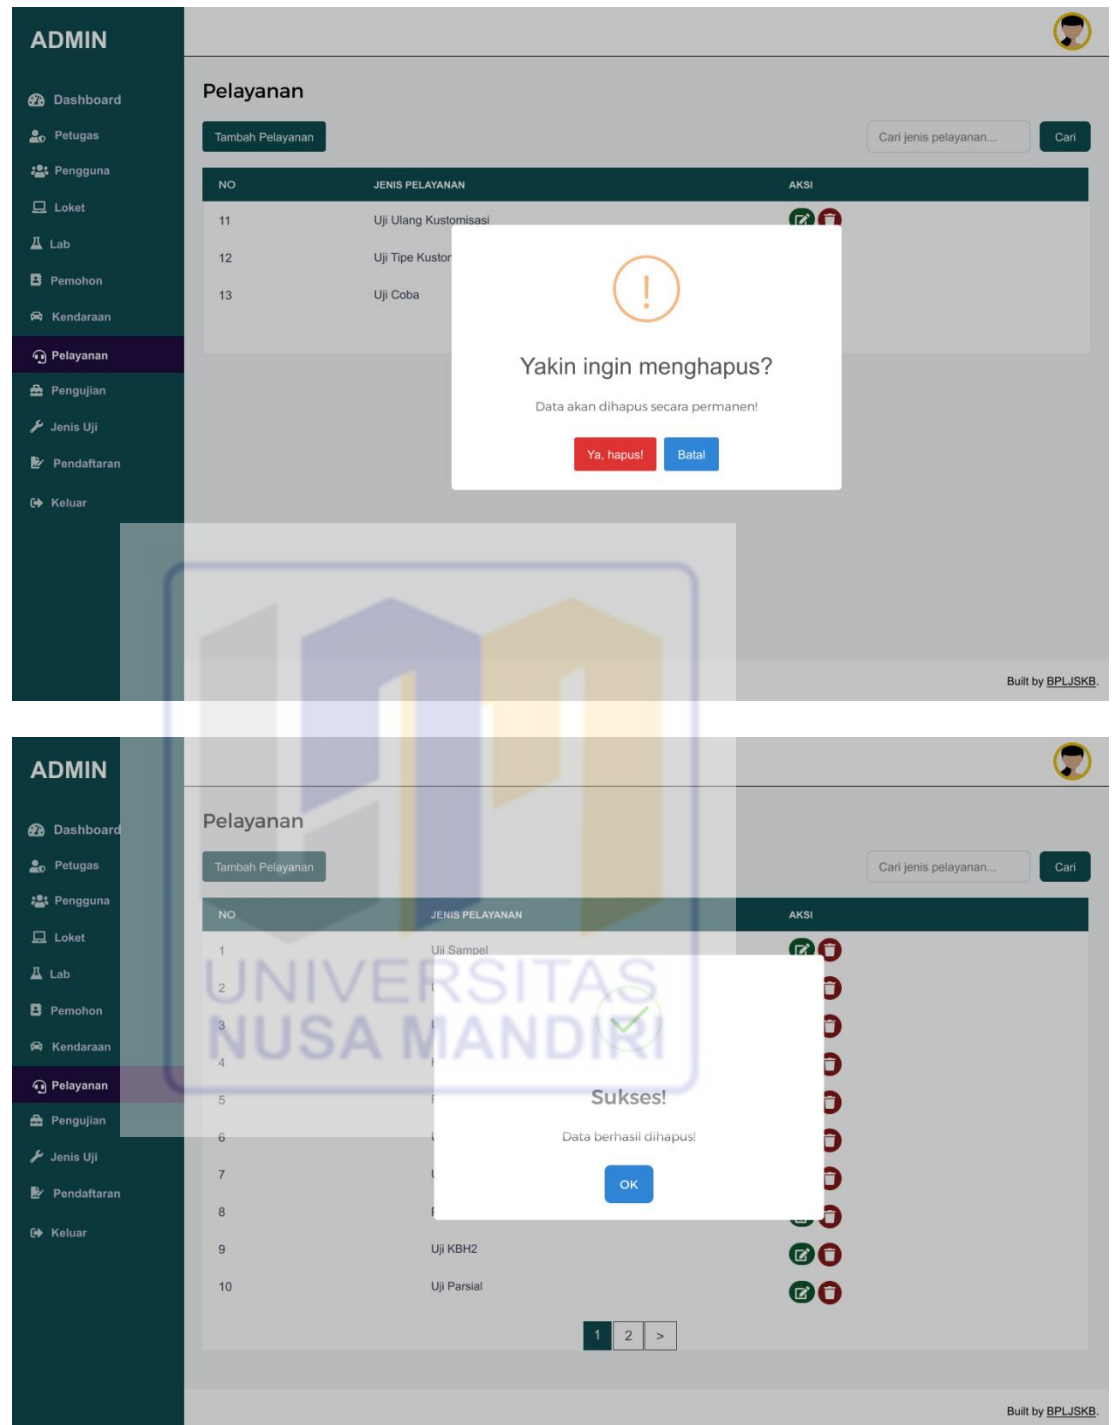 ADMIN
Dashboard
Petugas
Pengguna
Loket
Lab
Pemohon
Kendaraan
Pelayanan
Pengujian
Jenis Uji
Pendaftaran
Keluar
Pelayanan
Tambah Pelayanan
Cari jenis pelayanan...
Cari
NO JENIS PELAYANAN AKSI
11 Uji Ulang Kustomisasi
12 Uji Tipe
13 Uji Coba
Yakin ingin menghapus?
Data akan dihapus secara permanen!
Ya, hapus!
Batal
Built by BPLJSKB.
ADMIN
Dashboard
Petugas
Pengguna
Loket
Lab
Pemohon
Kendaraan
Pelayanan
Pengujian
Jenis Uji
Pendaftaran
Keluar
Pelayanan
Tambah Pelayanan
Cari jenis pelayanan...
Cari
NO JENIS PELAYANAN AKSI
1 Uji Sampel
2
3
4
5
6
7
8
9 Uji KBH2
10 Uji Parsial
Sukses!
Data berhasil dihapus!
OK
1 2 >
Built by BPLJSKB.
UNIVERSITAS
NUSA MANDIRI